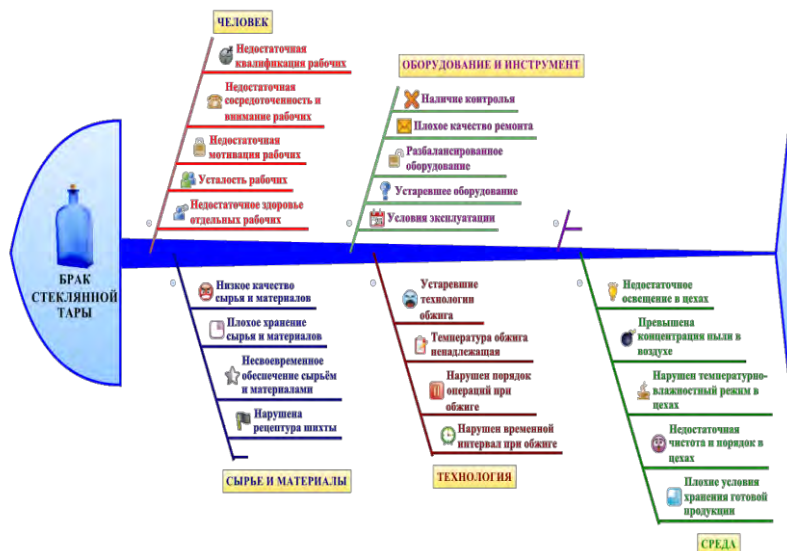 ЧЕЛОВЕК
Недостаточная
квалификация рабочих
Недостаточная
сосредоточенность и
внимание рабочих
Недостаточная
мотивация рабочих
Усталость рабочих
Недостаточное здоровье
отдельных рабочих
ОБОРУДОВАНИЕ И ИНСТРУМЕНТ
Наличие контролья
Плохое качество ремонта
Разбалансированное
оборудование
Устаревшее оборудование
Условия эксплуатации
БРАК
СТЕКЛЯННОЙ
ТАРЫ
Низкое качество
сырья и материалов
Плохое хранение
сырья и материалов
Несвоевременное
обеспечение сырьём
и материалами
Нарушена
рецептура шихты
СЫРЬЕ И МАТЕРИАЛЫ
Устаревшие
технологии
обжига
Температура обжига
ненадлежащая
Нарушен порядок
операций при
обжиге
Нарушен временной
интервал при обжиге
ТЕХНОЛОГИЯ
Недостаточное
освещение в цехах
Превышена
концентрация пыли в
воздухе
Нарушен температурно-
влажностный режим в
цехах
Недостаточная
чистота и порядок в
цехах
Плохие условия
хранения готовой
продукции
СРЕДА